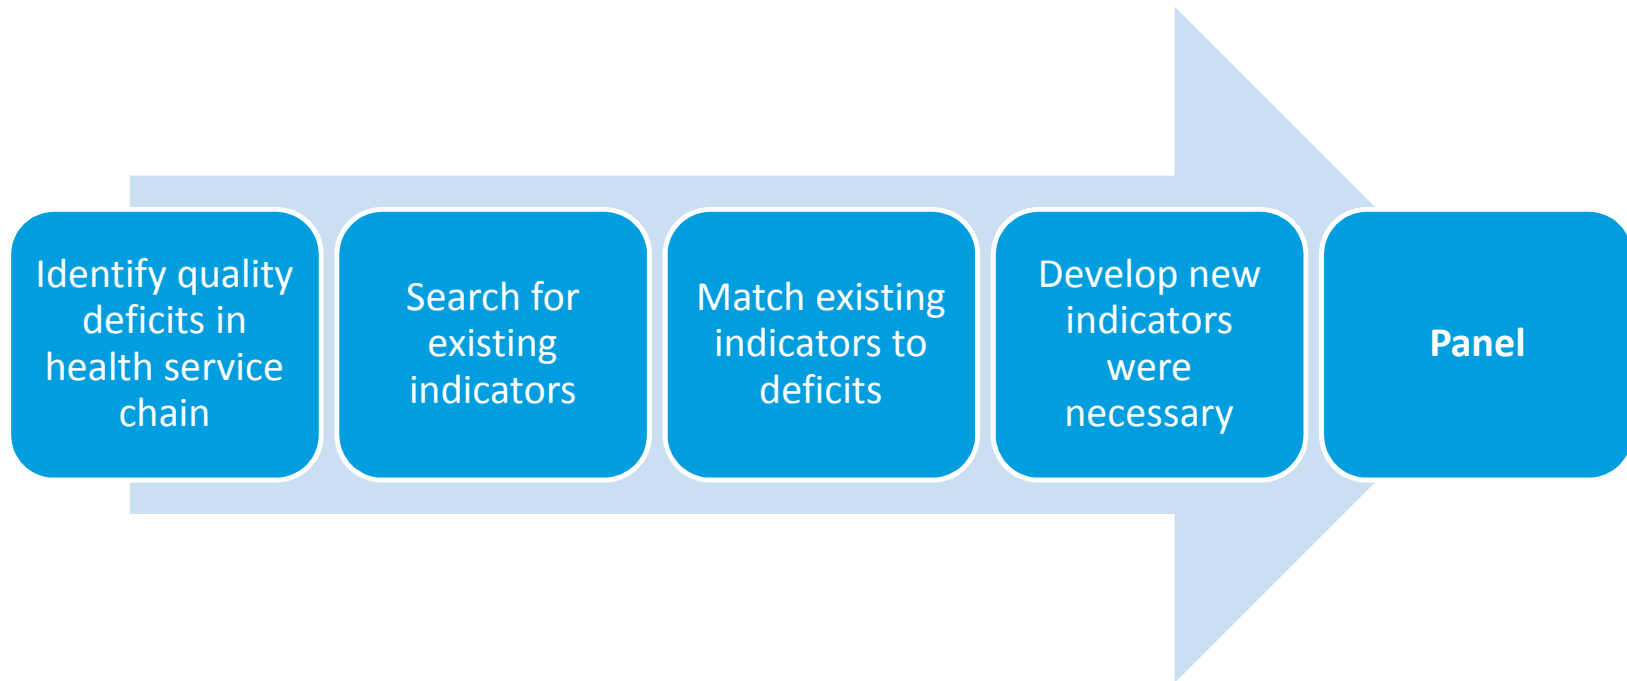 Identify quality
deficits in
health service
chain
Search for
existing
indicators
Match existing
indicators to
deficits
Develop new
indicators
were
necessary
Panel